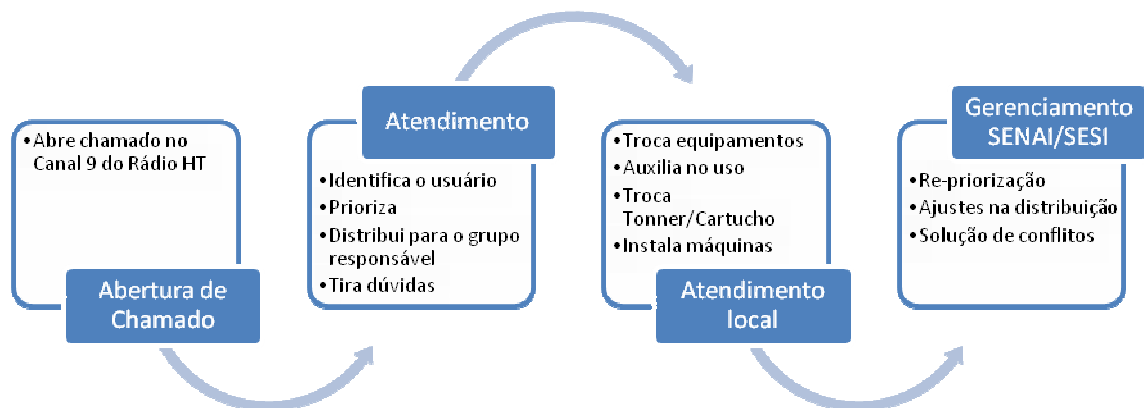 •Abre chamado no
Canal 9 do Rádio HT
Abertura de
Chamado
Atendimento
•Identifica o usuário
•Prioriza
•Distribui para o grupo
responsável
•Tira dúvidas
•Troca equipamentos
•Auxilia no uso
•Troca
Tonner/Cartucho
•Instala máquinas
Atendimento
local
Gerenciamento
SENAI/SESI
•Re-priorização
•Ajustes na distribuição
•Solução de conflitos